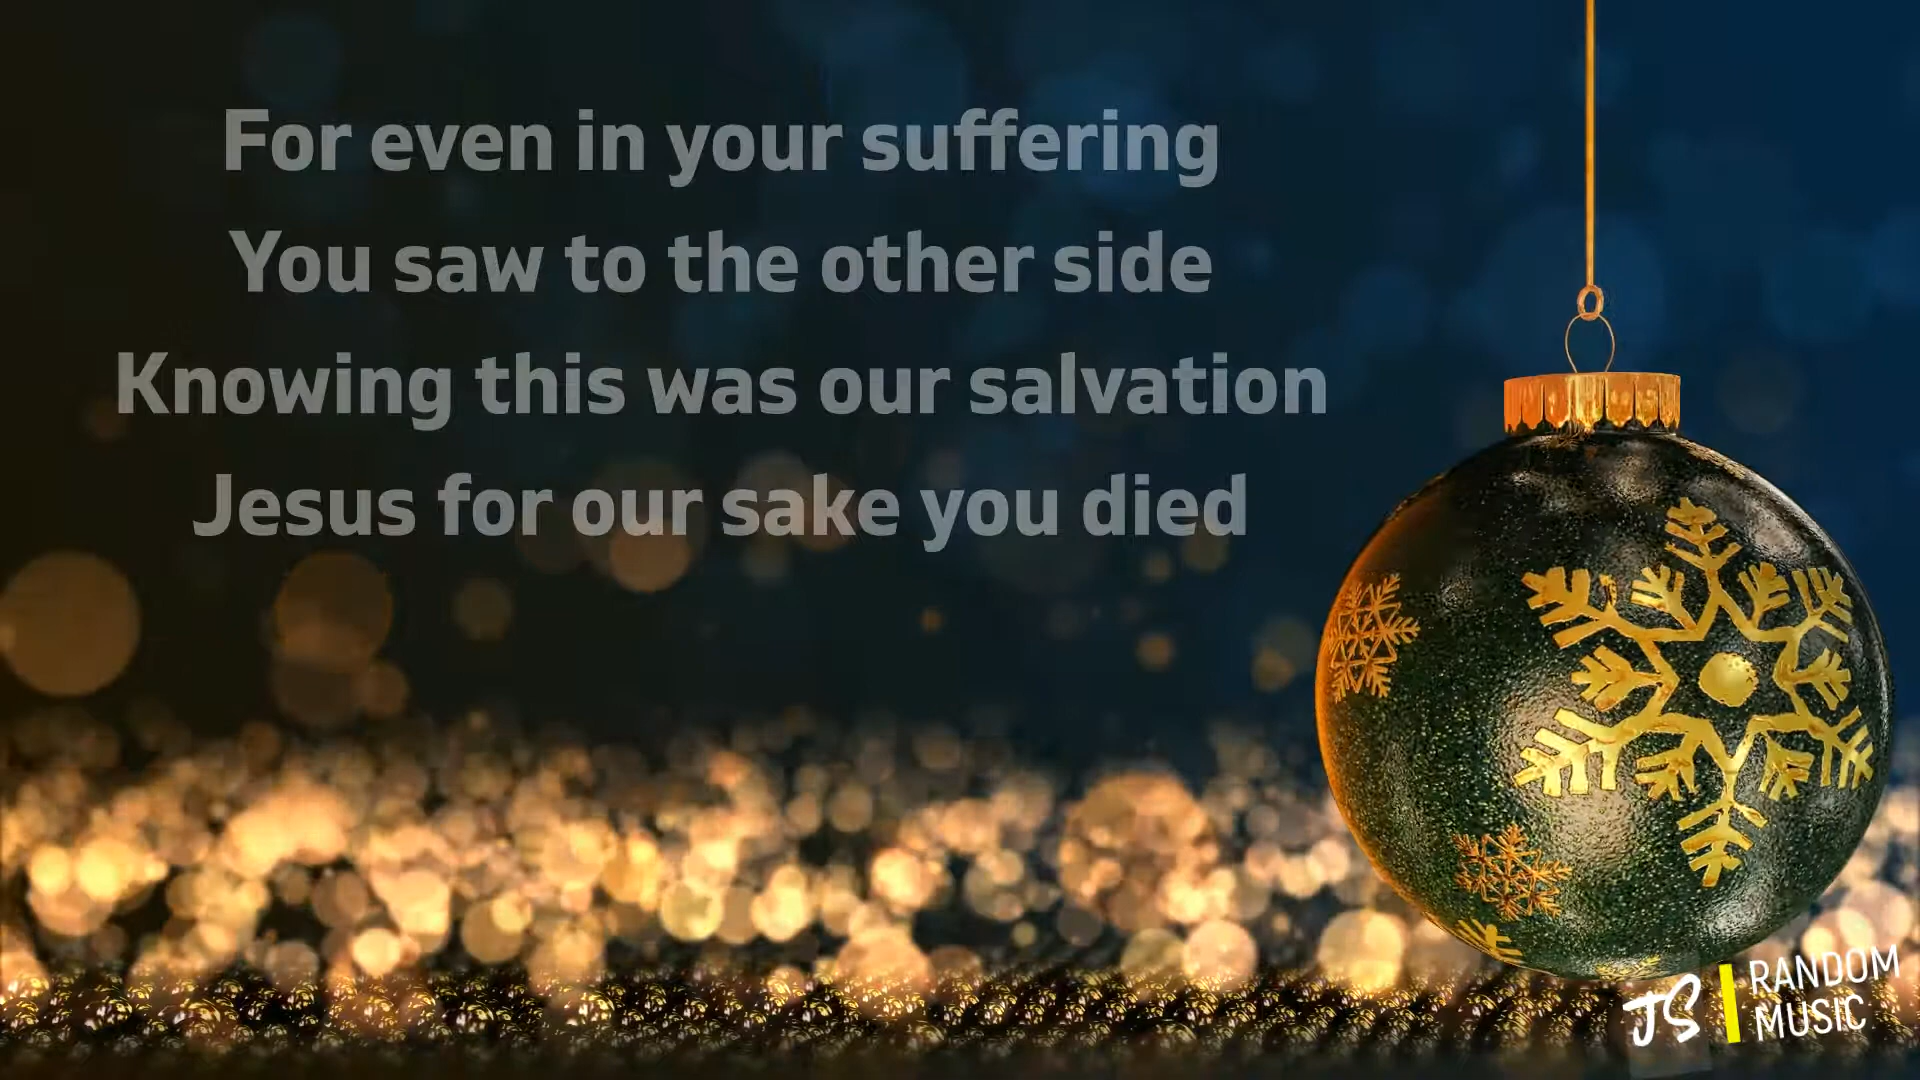 For even in your suffering
You saw to the other side
Knowing this was our salvation
Jesus for our sake you died
JS RANDOM
MUSIC